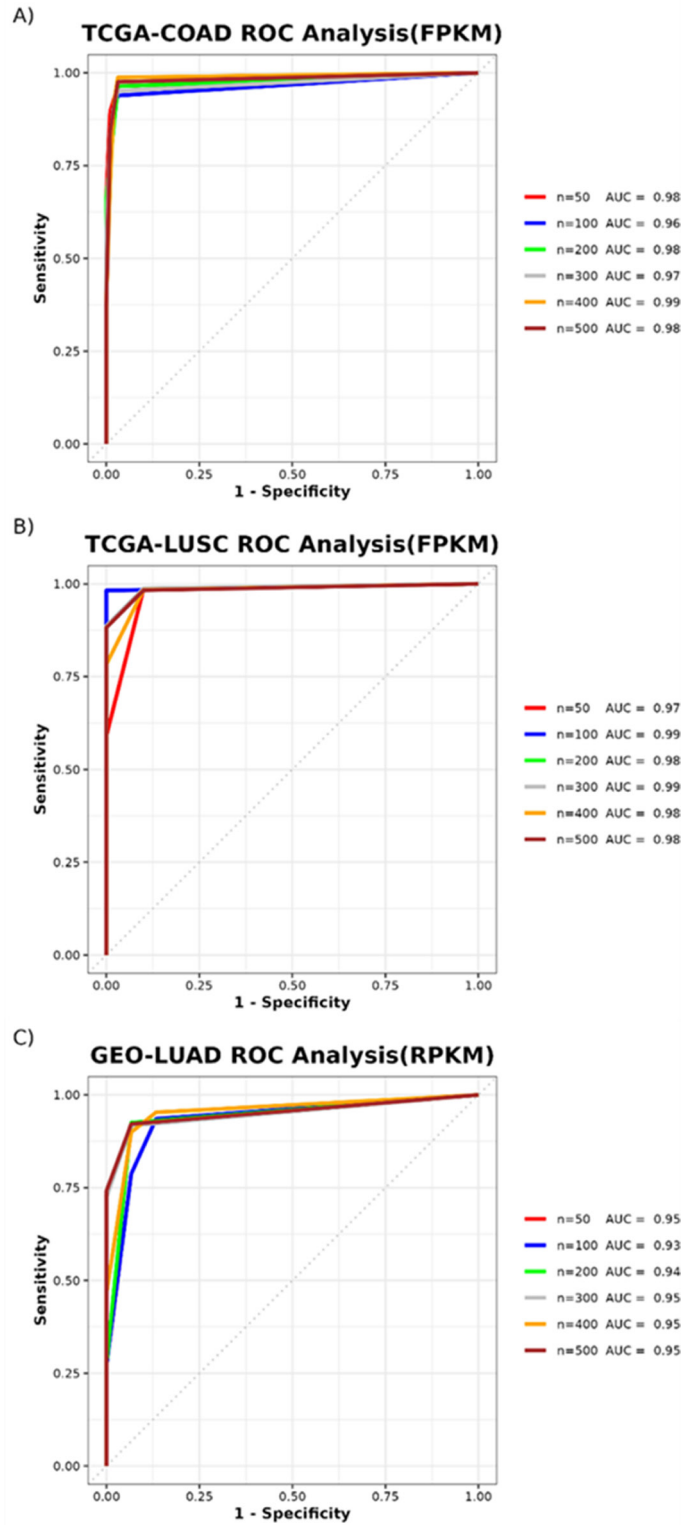 A)
TCGA-COAD ROC Analysis(FPKM)
1.00
0.75
0.50
0.25
0.00
Sensitivity
0.00 0.25 0.50 0.75 1.00
1 - Specificity
n=50 AUC = 0.98
n=100 AUC = 0.96
n=200 AUC = 0.98
n=300 AUC = 0.97
n=400 AUC = 0.99
n=500 AUC = 0.98
B)
TCGA-LUSC ROC Analysis(FPKM)
1.00
0.75
0.50
0.25
0.00
Sensitivity
0.00 0.25 0.50 0.75 1.00
1 - Specificity
n=50 AUC = 0.97
n=100 AUC = 0.99
n=200 AUC = 0.98
n=300 AUC = 0.99
n=400 AUC = 0.98
n=500 AUC = 0.98
C)
GEO-LUAD ROC Analysis(RPKM)
1.00
0.75
0.50
0.25
0.00
Sensitivity
0.00 0.25 0.50 0.75 1.00
1 - Specificity
n=50 AUC = 0.95
n=100 AUC = 0.93
n=200 AUC = 0.94
n=300 AUC = 0.95
n=400 AUC = 0.95
n=500 AUC = 0.95